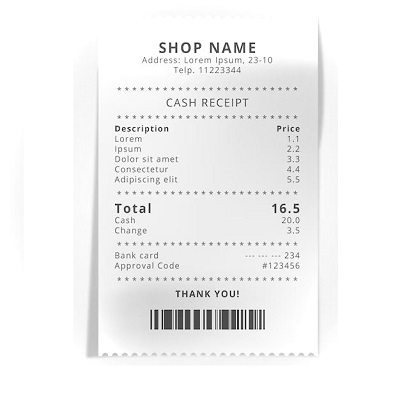 SHOP NAME
Address: Lorem Ipsum, 23-10
Telp. 11223344
* * * * * * * * * * * * * * * * * * * * * * * *
CASH RECEIPT
* * * * * * * * * * * * * * * * * * * * * * * *
Description Price
Lorem 1.1
Ipsum 2.2
Dolor sit amet 3.3
Consectetur 4.4
Adipiscing elit 5.5
* * * * * * * * * * * * * * * * * * * * * * * *
Total 16.5
Cash 20.0
Change 3.5
* * * * * * * * * * * * * * * * * * * * * * * *
Bank card --- --- --- 234
Approval Code #123456
* * * * * * * * * * * * * * * * * * * * * * * *
THANK YOU!